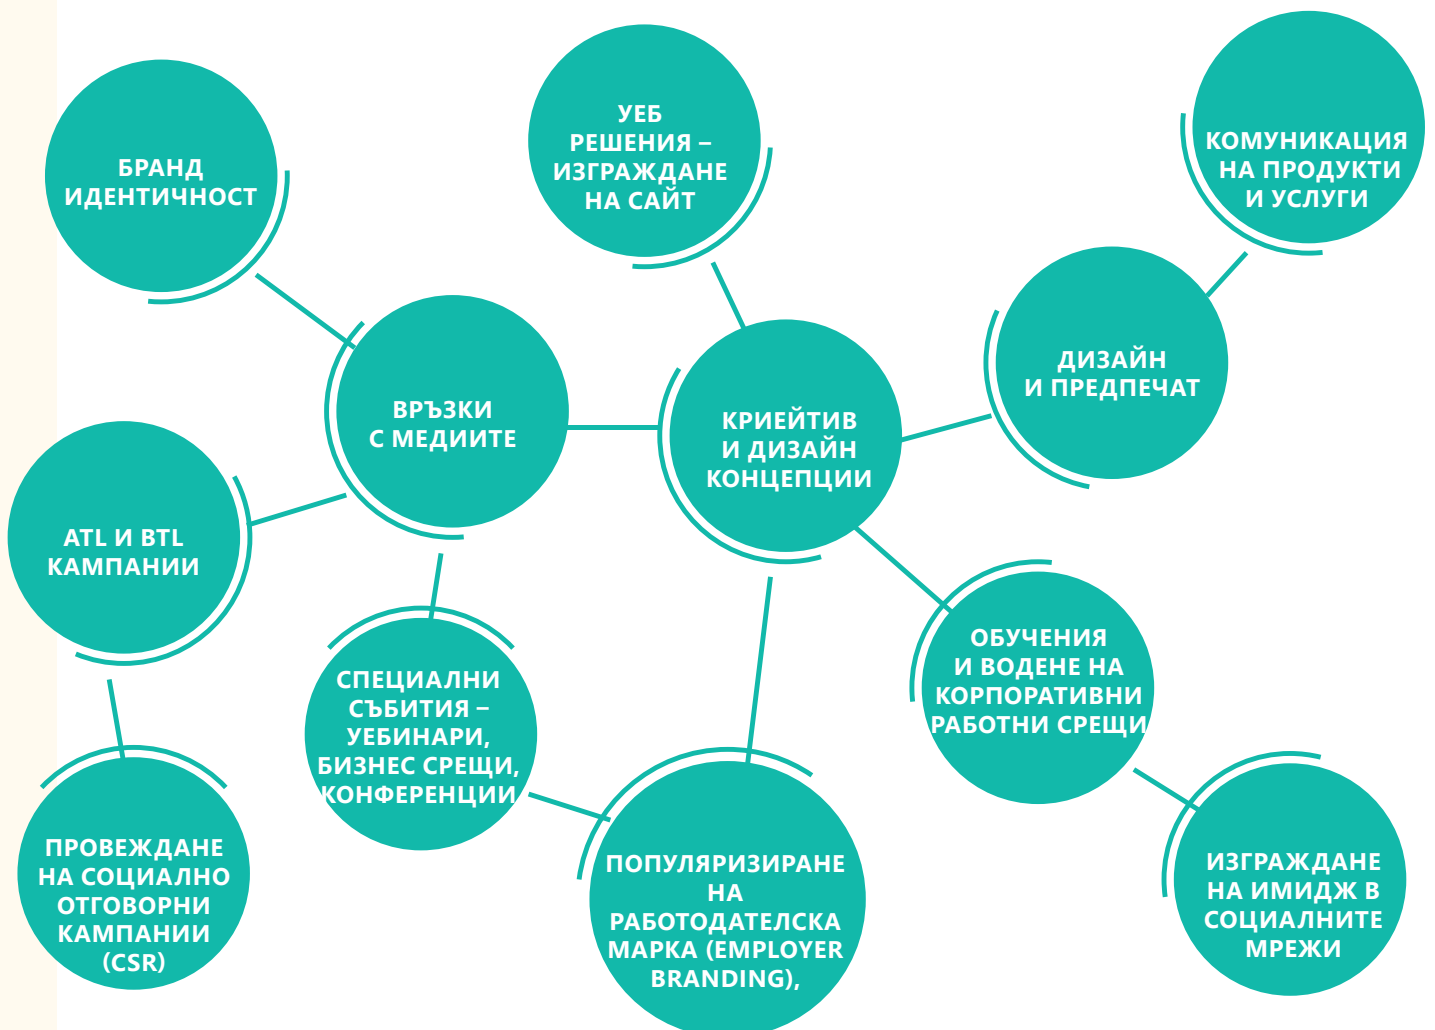 БРАНД
ИДЕНТИЧНОСТ
УЕБ
РЕШЕНИЯ –
ИЗГРАЖДАНЕ
НА САЙТ
КОМУНИКАЦИЯ
НА ПРОДУКТИ
И УСЛУГИ
ВРЪЗКИ
С МЕДИИТЕ
КРИЕЙТИВ
И ДИЗАЙН
КОНЦЕПЦИИ
ДИЗАЙН
И ПРЕДПЕЧАТ
ATL И BTL
КАМПАНИИ
СПЕЦИАЛНИ
СЪБИТИЯ –
УЕБИНАРИ,
БИЗНЕС СРЕЩИ,
КОНФЕРЕНЦИИ
ОБУЧЕНИЯ
И ВОДЕНЕ НА
КОРПОРАТИВНИ
РАБОТНИ СРЕЩИ
ПРОВЕЖДАНЕ
НА СОЦИАЛНО
ОТГОВОРНИ
КАМПАНИИ
(CSR)
ПОПУЛЯРИЗИРАНЕ
НА
РАБОТОДАТЕЛСКА
МАРКА (EMPLOYER
BRANDING),
ИЗГРАЖДАНЕ
НА ИМИДЖ В
СОЦИАЛНИТЕ
МРЕЖИ